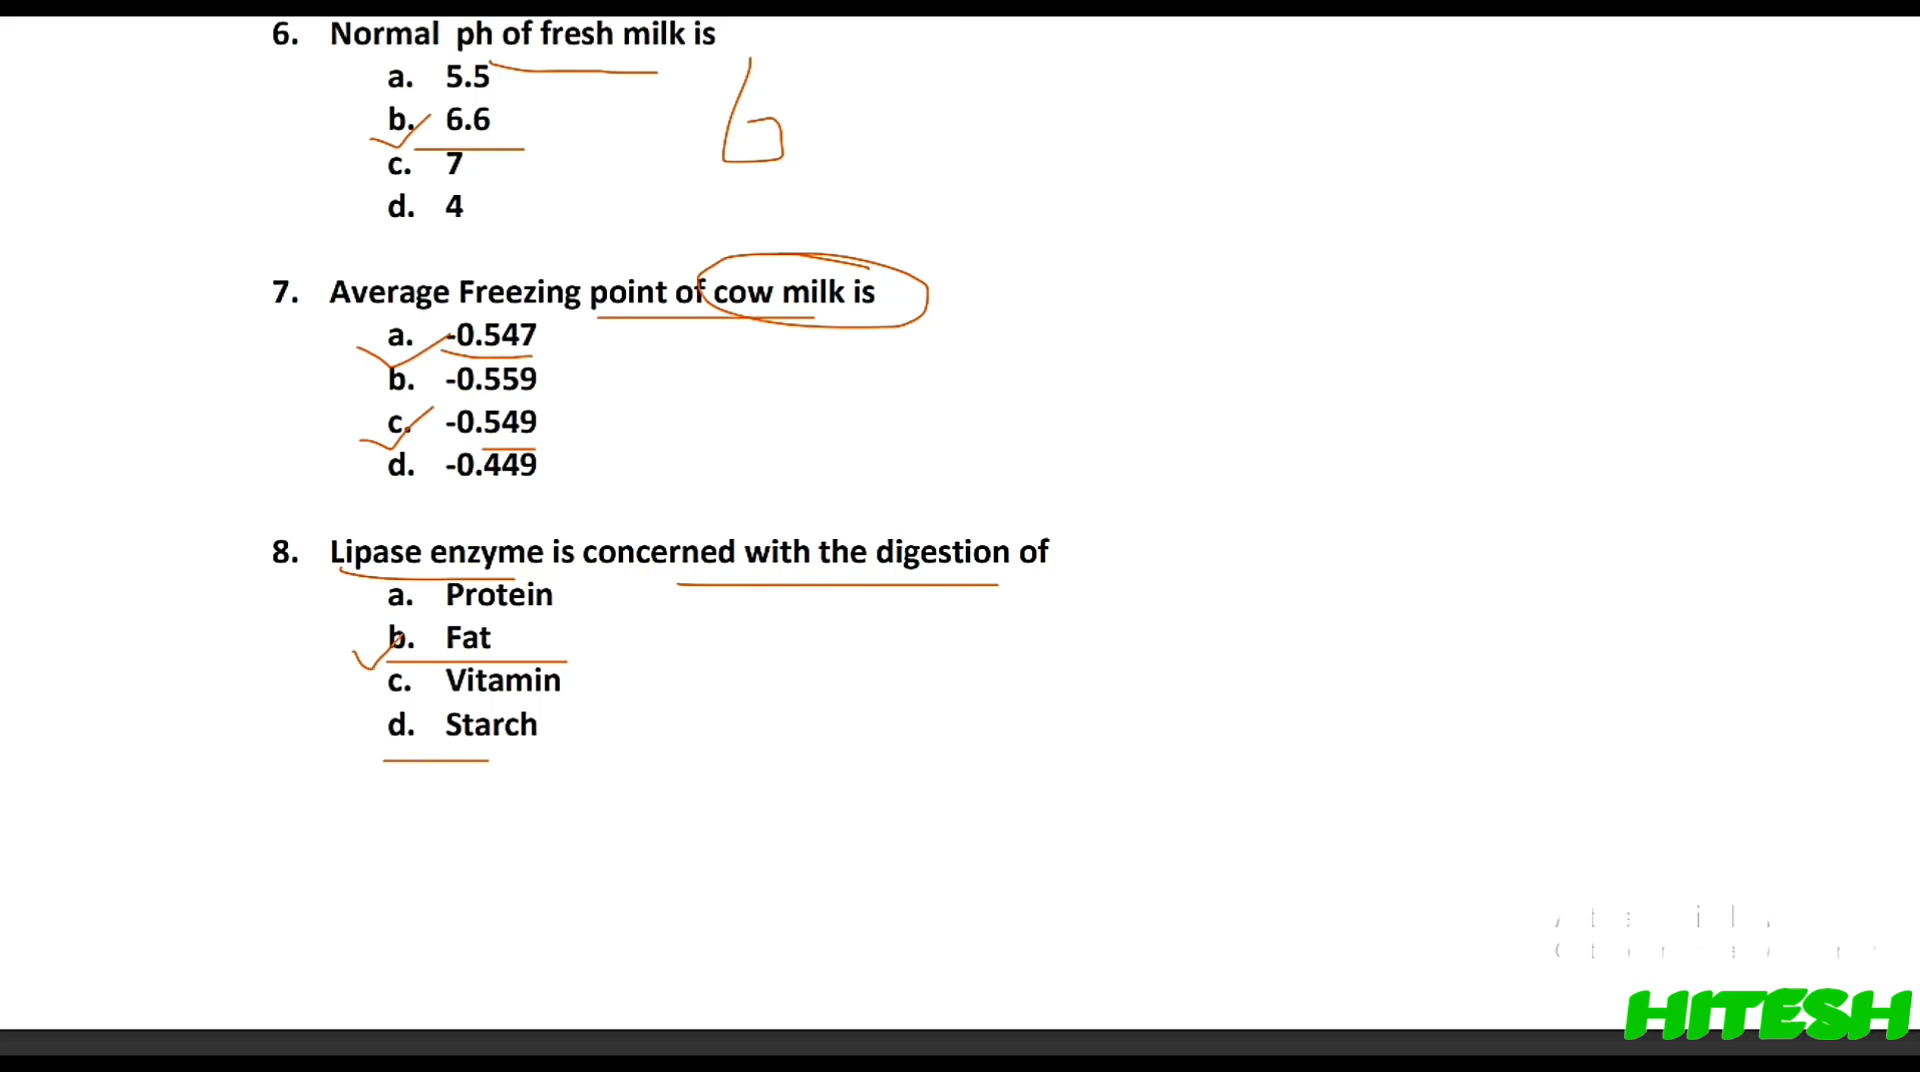 6. Normal ph of fresh milk is
a. 5.5
b. 6.6
6
c. 7
d. 4
7. Average Freezing point of cow milk is
a. -0.547
b. -0.559
c. -0.549
d. -0.449
8. Lipase enzyme is concerned with the digestion of
a. Protein
b. Fat
c. Vitamin
d. Starch
HITESH